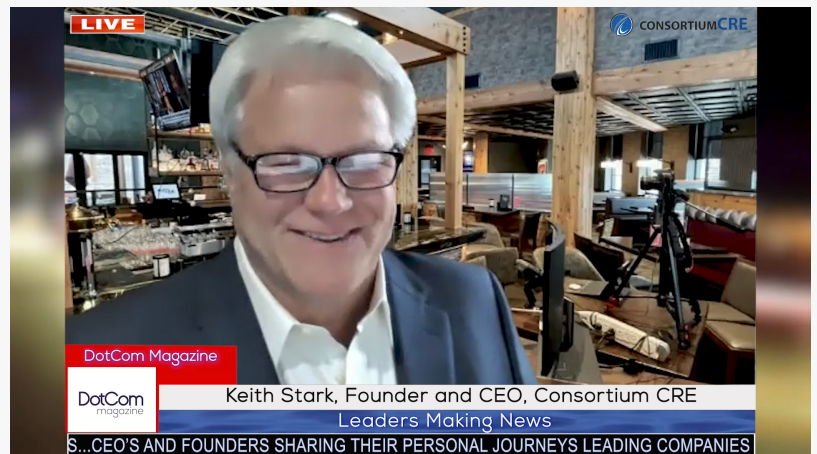 LIVE
CONSORTIUMCRE
DotCom Magazine
DotCom
magazine
Keith Stark, Founder and CEO, Consortium CRE
Leaders Making News
S...CEO'S AND FOUNDERS SHARING THEIR PERSONAL JOURNEYS LEADING COMPANIES